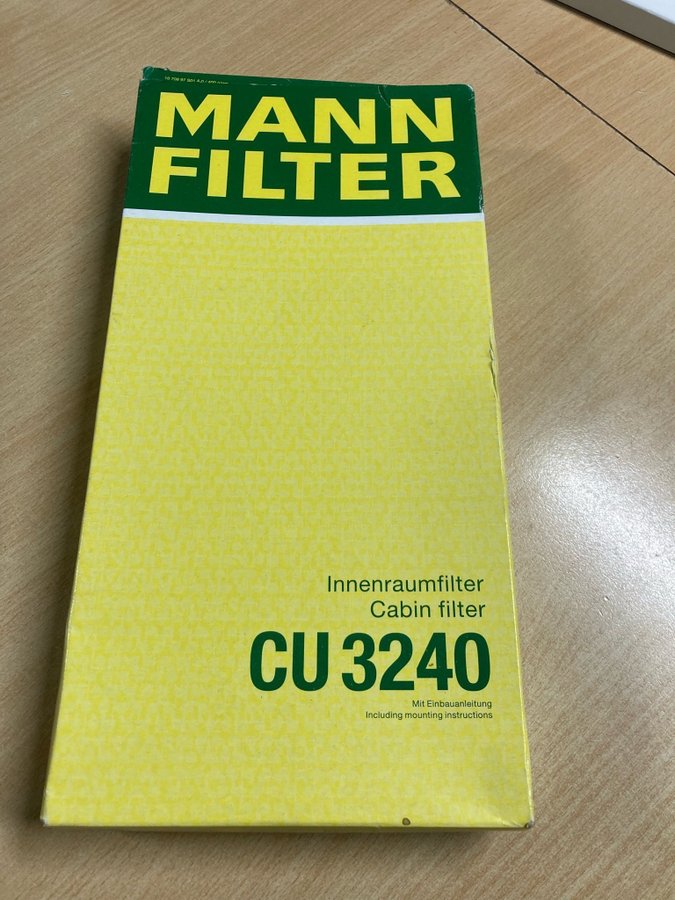 MANN
FILTER
Innenraumfilter
Cabin filter
CU 3240
Mit Einbauanleitung
Including mounting instructions